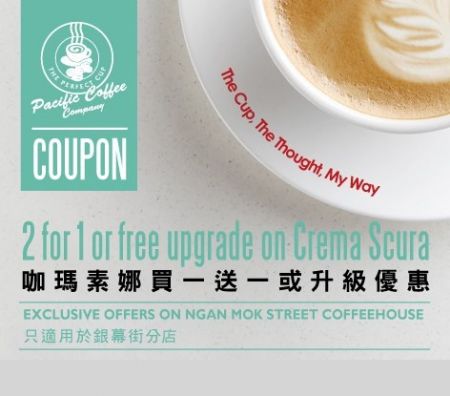 THE PERFECT CUP
Pacific Coffee
Company
COUPON
The Cup, The Thought, My Way
2 for 1 or free upgrade on Crema Scura
咖瑪素娜買一送一或升級優惠
EXCLUSIVE OFFERS ON NGAN MOK STREET COFFEEHOUSE
只適用於銀幕街分店